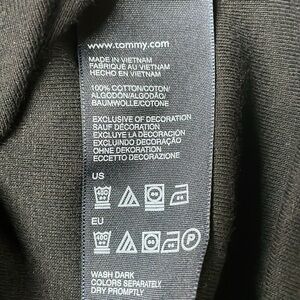 www.tommy.com
MADE IN VIETNAM
FABRIQUÉ AU VIETNAM
HECHO EN VIETNAM
100% COTTON/COTON/
ALGODÓN/ALGODÃO/
BAUMWOLLE/COTONE
EXCLUSIVE OF DECORATION
SAUF DÉCORATION
EXCLUYE LA DECORACIÓN
EXCLUINDO DECORAÇÃO
OHNE DEKORATION
ECCETTO DECORAZIONE
US
EU
P
WASH DARK
COLORS SEPARATELY
DRY PROMPTLY